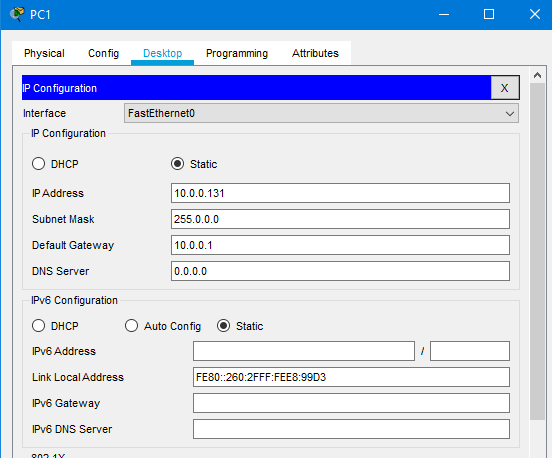 PC1
Physical Config Desktop Programming Attributes
IP Configuration X
Interface FastEthernet0
IP Configuration
DHCP Static
IP Address 10.0.0.131
Subnet Mask 255.0.0.0
Default Gateway 10.0.0.1
DNS Server 0.0.0.0
IPv6 Configuration
DHCP Auto Config Static
IPv6 Address /
Link Local Address FE80::260:2FFF:FEE8:99D3
IPv6 Gateway
IPv6 DNS Server
802.1X